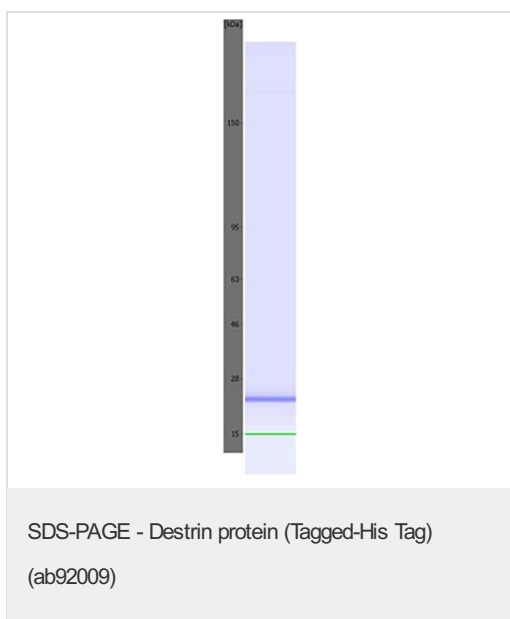 [kDa]
150
95
63
46
28
15
SDS-PAGE - Destrin protein (Tagged-His Tag)
(ab92009)